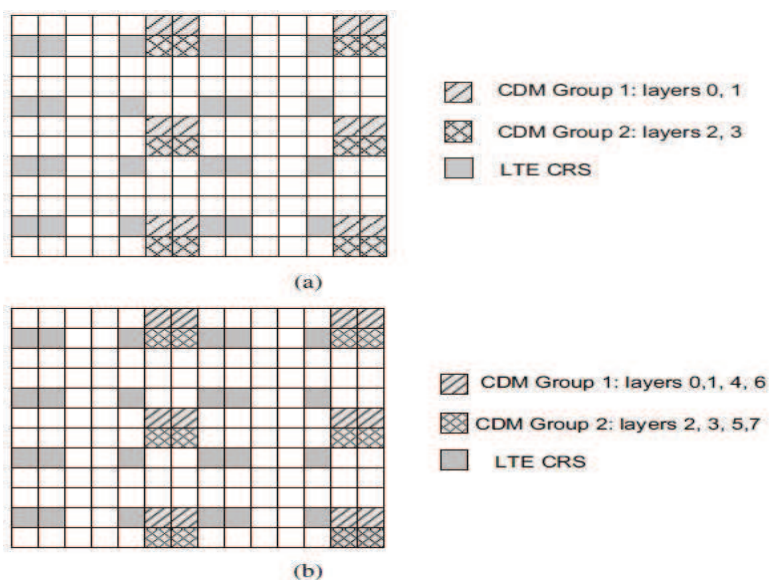 CDM Group 1: layers 0, 1
CDM Group 2: layers 2, 3
LTE CRS
(a)
CDM Group 1: layers 0,1, 4, 6
CDM Group 2: layers 2, 3, 5,7
LTE CRS
(b)